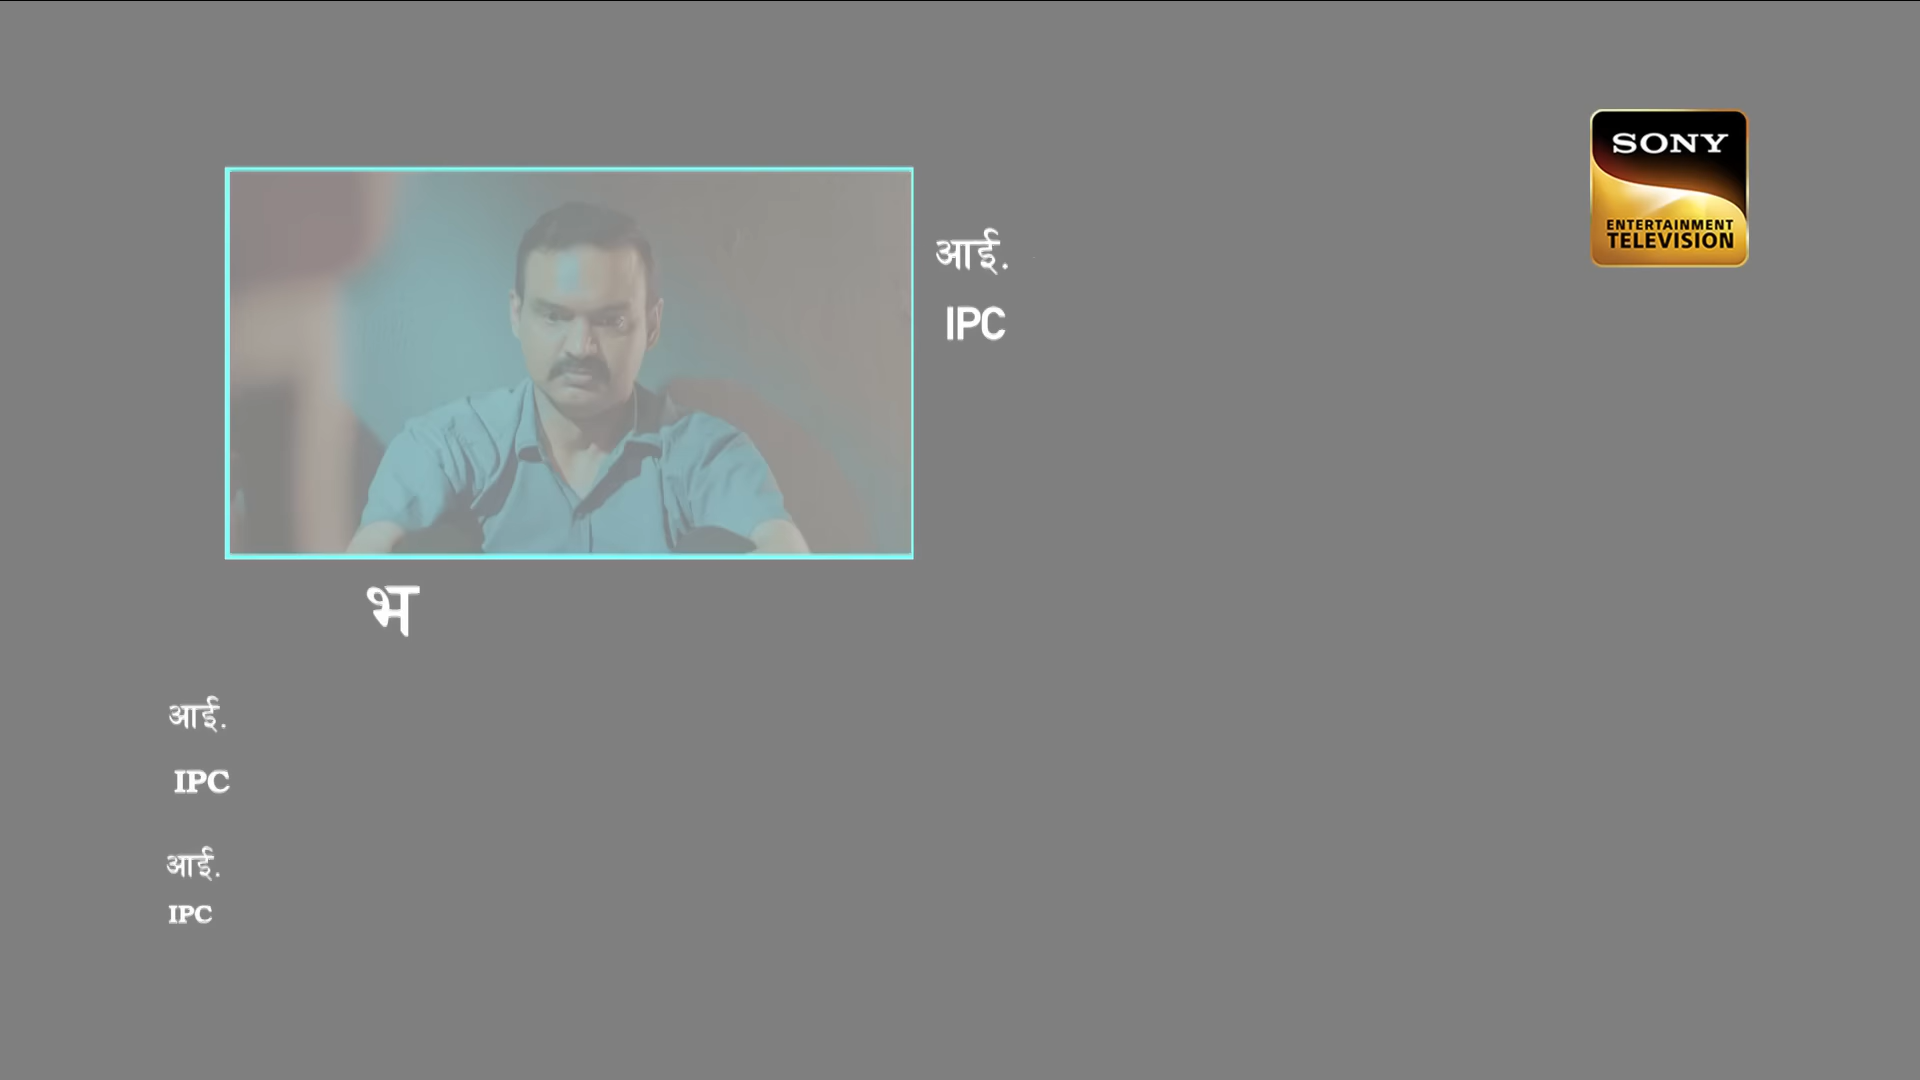 SONY
ENTERTAINMENT
TELEVISION
आई.
IPC
भ
आई.
IPC
आई.
IPC